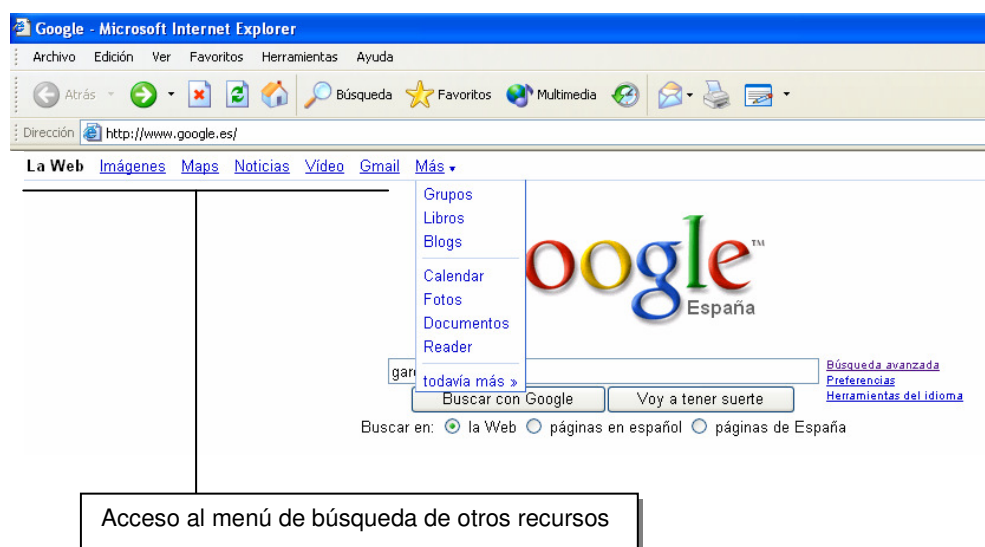 Google - Microsoft Internet Explorer
Archivo Edición Ver Favoritos Herramientas Ayuda
Atrás Búsqueda Favoritos Multimedia
Dirección http://www.google.es/
La Web Imágenes Maps Noticias Vídeo Gmail Más
Grupos
Libros
Blogs
Calendar
Fotos
Documentos
Reader
todavía más »
oogle™
España
Búsqueda avanzada
Preferencias
Herramientas del idioma
Buscar con Google Voy a tener suerte
Buscar en: la Web páginas en español páginas de España
Acceso al menú de búsqueda de otros recursos